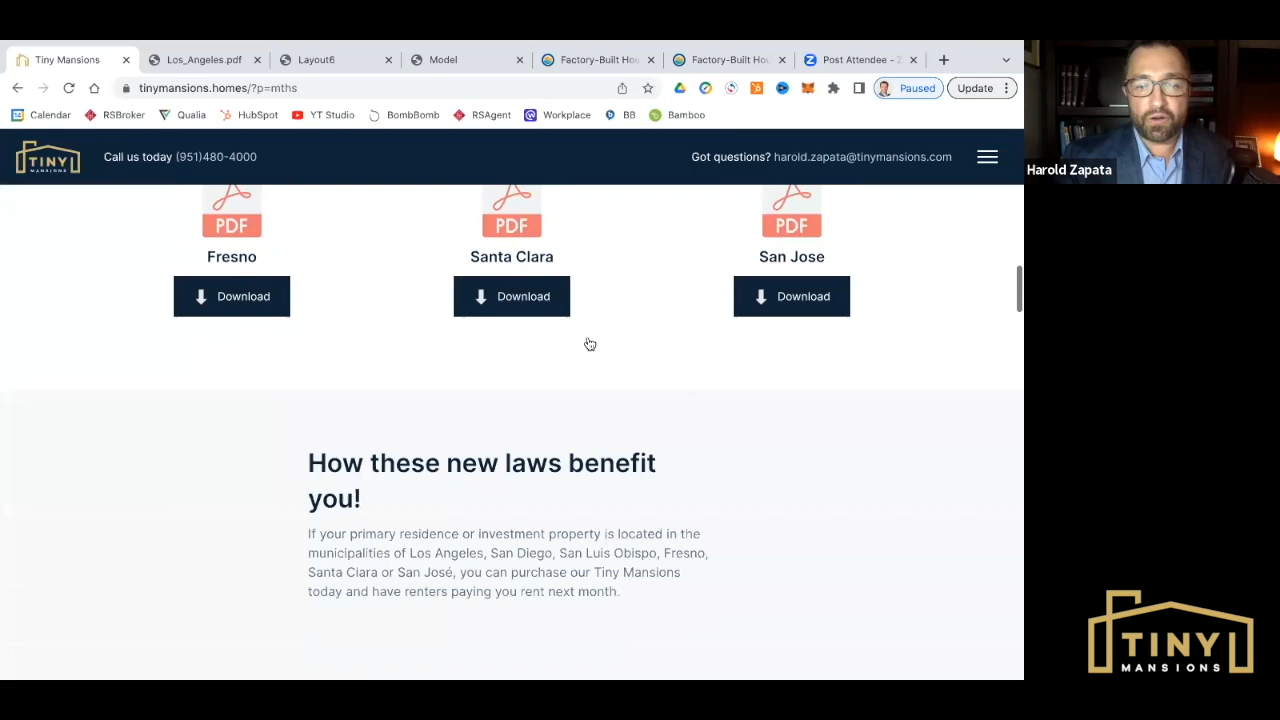 Tiny Mansions
Los_Angeles.pdf
Layout6
Model
Factory-Built Hou
Factory-Built Hou
Post Attendee - Z
tinymansions.homes/?p=mths
Paused
Update
Calendar
RSBroker
Qualia
HubSpot
YT Studio
BombBomb
RSAgent
Workplace
BB
Bamboo
TINY
MANSIONS
Call us today (951)480-4000
Got questions? harold.zapata@tinymansions.com
Harold Zapata
PDF
PDF
PDF
Fresno
Santa Clara
San Jose
Download
Download
Download
How these new laws benefit
you!
If your primary residence or investment property is located in the
municipalities of Los Angeles, San Diego, San Luis Obispo, Fresno,
Santa Clara or San José, you can purchase our Tiny Mansions
today and have renters paying you rent next month.
TINY
MANSIONS